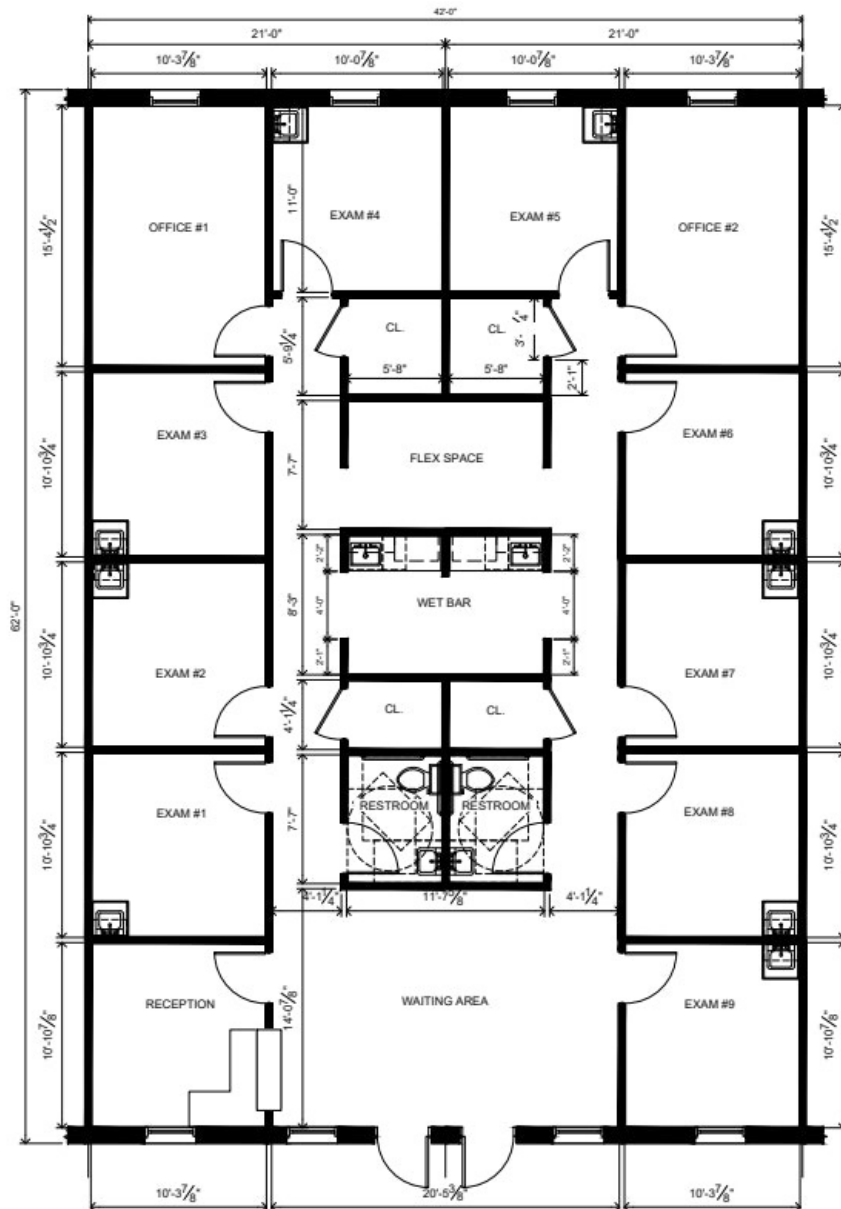 42'-0"
21'-0" 21'-0"
10'-3⅞" 10'-0⅞" 10'-0⅞" 10'-3⅞"
62'-0"
15'-4½"
OFFICE #1
11'-0"
EXAM #4
EXAM #5
OFFICE #2
15'-4½"
5'-9¼"
CL.
CL.
5'-8"
5'-8"
2'-1"
10'-10¾"
EXAM #3
7'-7"
FLEX SPACE
EXAM #6
10'-10¾"
10'-10¾"
EXAM #2
8'-3"
2'-2"
4'-0"
2'-1"
WET BAR
2'-2"
4'-0"
2'-1"
EXAM #7
10'-10¾"
4'-1¼"
CL.
CL.
10'-10¾"
EXAM #1
7'-7"
RESTROOM
RESTROOM
EXAM #8
10'-10¾"
4'-1¼" 11'-7⅝" 4'-1¼"
10'-10⅞"
RECEPTION
14'-0⅞"
WAITING AREA
EXAM #9
10'-10⅞"
10'-3⅞" 20'-5⅜" 10'-3⅞"